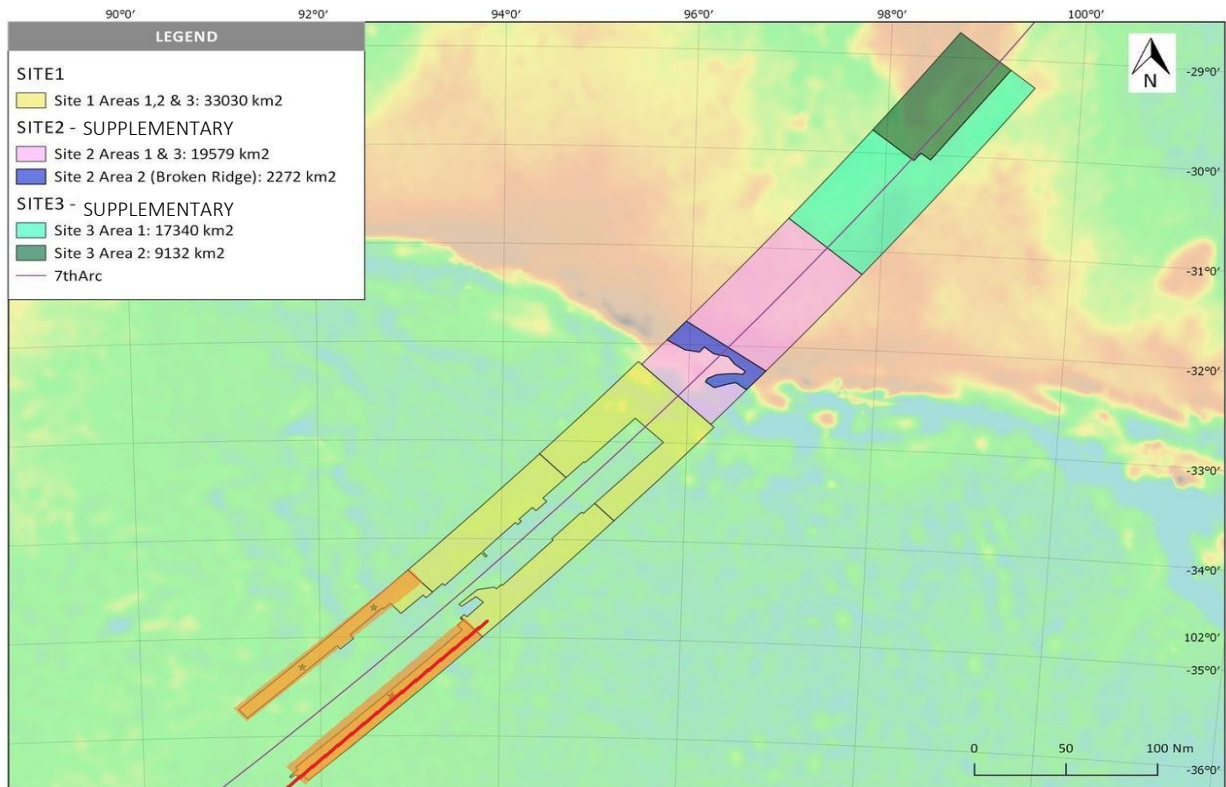 90°0' 92°0' 94°0' 96°0' 98°0' 100°0'
LEGEND
SITE1
Site 1 Areas 1,2 & 3: 33030 km2
SITE2 - SUPPLEMENTARY
Site 2 Areas 1 & 3: 19579 km2
Site 2 Area 2 (Broken Ridge): 2272 km2
SITE3 - SUPPLEMENTARY
Site 3 Area 1: 17340 km2
Site 3 Area 2: 9132 km2
7thArc
N
-29°0'
-30°0'
-31°0'
-32°0'
-33°0'
-34°0'
102°0'
-35°0'
-36°0'
0 50 100 Nm